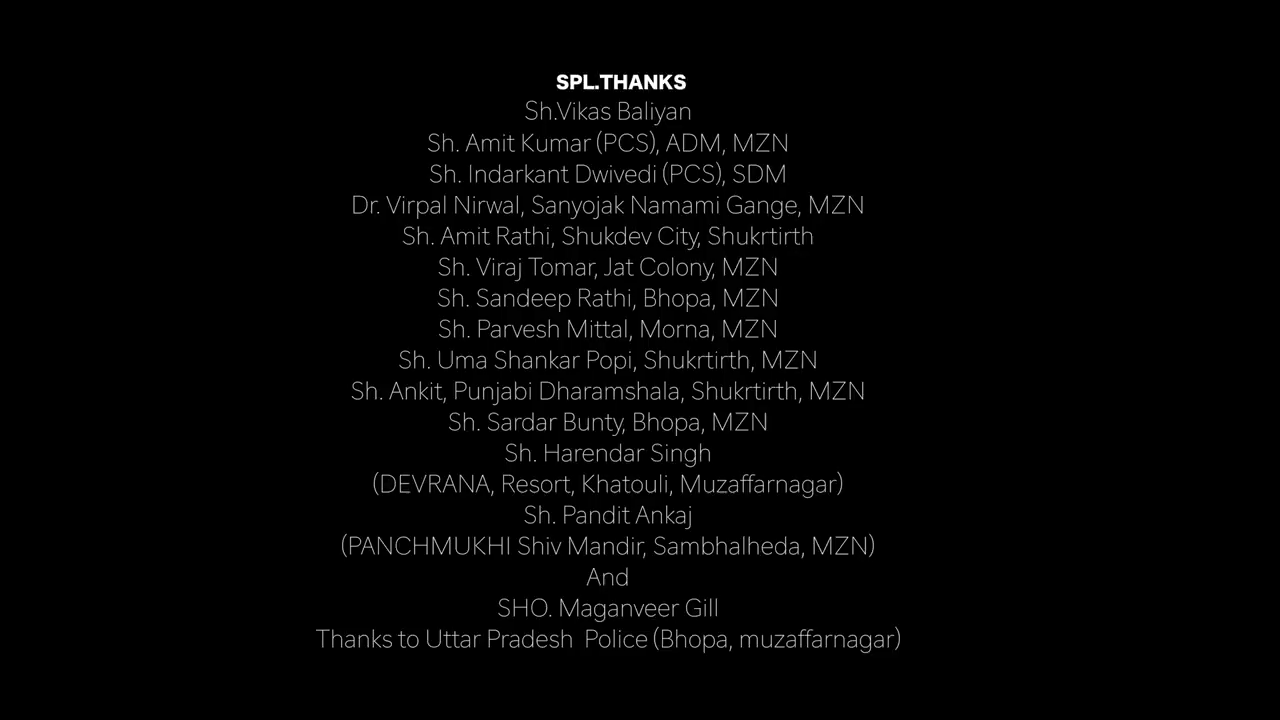 SPL.THANKS
Sh.Vikas Baliyan
Sh. Amit Kumar (PCS), ADM, MZN
Sh. Indarkant Dwivedi (PCS), SDM
Dr. Virpal Nirwal, Sanyojak Namami Gange, MZN
Sh. Amit Rathi, Shukdev City, Shukrtirth
Sh. Viraj Tomar, Jat Colony, MZN
Sh. Sandeep Rathi, Bhopa, MZN
Sh. Parvesh Mittal, Morna, MZN
Sh. Uma Shankar Popi, Shukrtirth, MZN
Sh. Ankit, Punjabi Dharamshala, Shukrtirth, MZN
Sh. Sardar Bunty, Bhopa, MZN
Sh. Harendar Singh
(DEVRANA, Resort, Khatouli, Muzaffarnagar)
Sh. Pandit Ankaj
(PANCHMUKHI Shiv Mandir, Sambhalheda, MZN)
And
SHO. Maganveer Gill
Thanks to Uttar Pradesh  Police (Bhopa, muzaffarnagar)